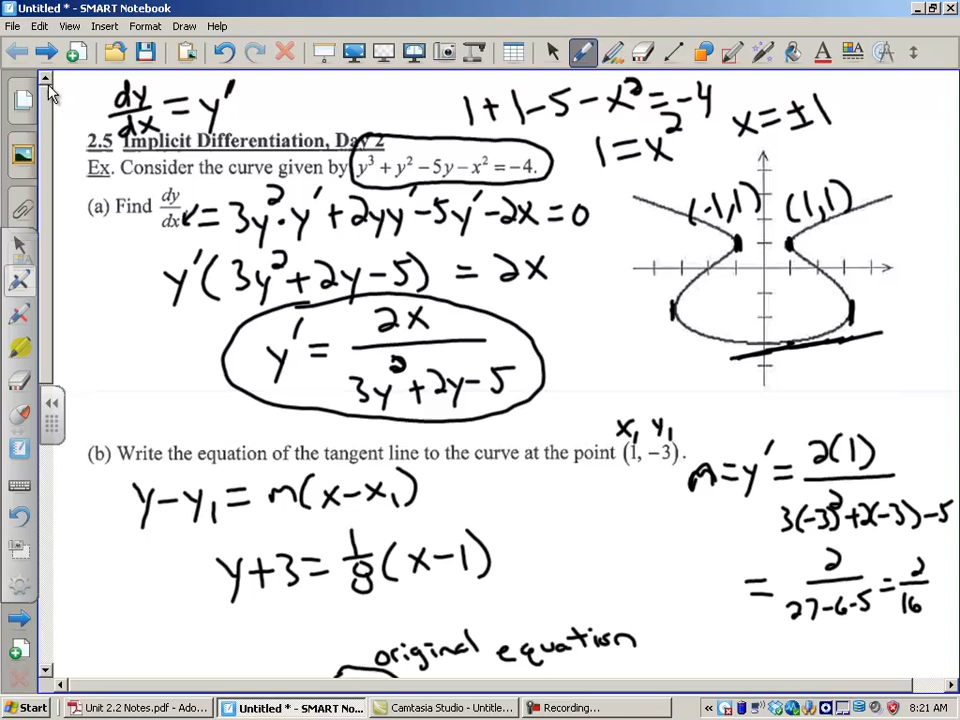 Untitled * - SMART Notebook
File Edit View Insert Format Draw Help
dy/dx = y'
1+1-5-x²=-4
1=x²
x=±1
2.5 Implicit Differentiation, Day 2
Ex. Consider the curve given by y³ + y² − 5y − x² = −4.
(a) Find dy/dx = 3y²·y' + 2yy' - 5y' - 2x = 0
(-1,1) (1,1)
y'(3y²+2y-5) = 2x
y' = 2x/(3y²+2y-5)
x₁ y₁
(b) Write the equation of the tangent line to the curve at the point (1, −3).
m = y' = 2(1)/(3(-3)²+2(-3)-5)
y-y₁ = m(x-x₁)
y+3 = 1/8(x-1)
= 2/(27-6-5) = 2/16
original equation
Start Unit 2.2 Notes.pdf - ... Untitled * - SMART... Camtasia Studio - Untitl... Recording... 8:21 AM